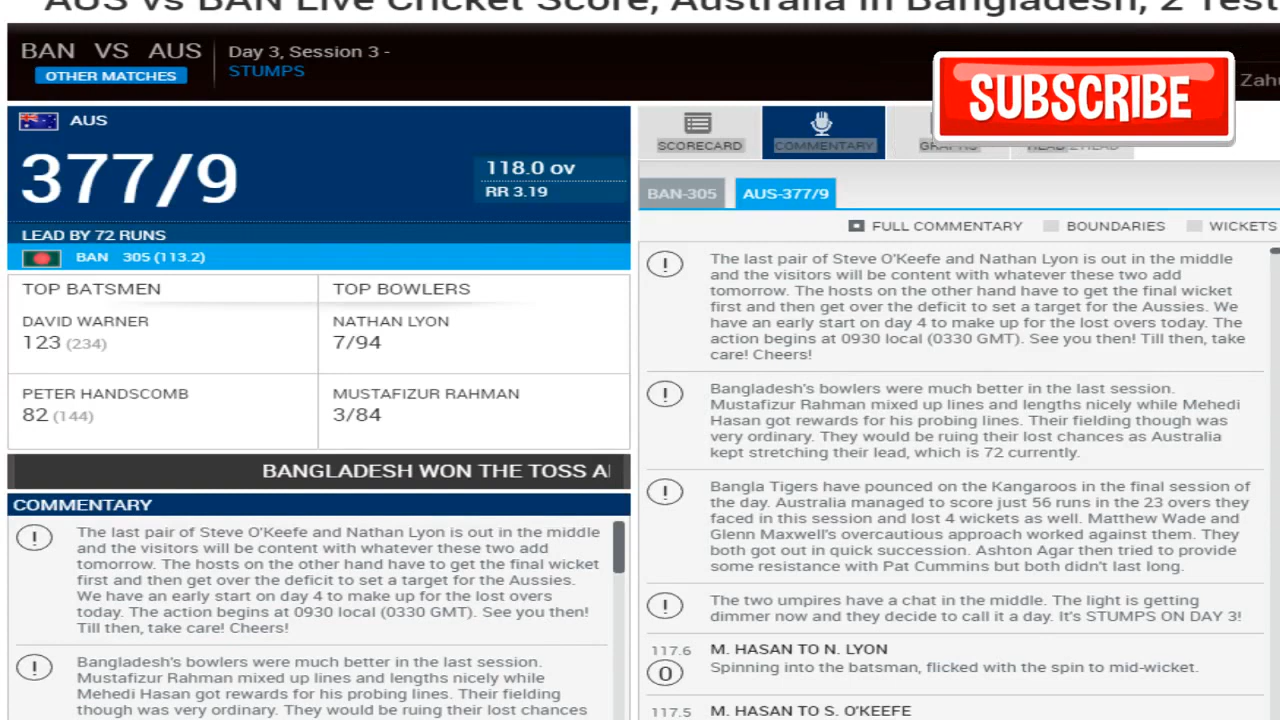 AUS vs BAN Live Cricket Score, Australia in Bangladesh, 2 Test
BAN VS AUS
OTHER MATCHES
Day 3, Session 3 -
STUMPS
SUBSCRIBE
AUS
377/9
118.0 ov
RR 3.19
LEAD BY 72 RUNS
BAN 305 (113.2)
TOP BATSMEN
TOP BOWLERS
DAVID WARNER
123 (234)
NATHAN LYON
7/94
PETER HANDSCOMB
82 (144)
MUSTAFIZUR RAHMAN
3/84
BANGLADESH WON THE TOSS
COMMENTARY
The last pair of Steve O'Keefe and Nathan Lyon is out in the middle
and the visitors will be content with whatever these two add
tomorrow. The hosts on the other hand have to get the final wicket
first and then get over the deficit to set a target for the Aussies.
We have an early start on day 4 to make up for the lost overs
today. The action begins at 0930 local (0330 GMT). See you then!
Till then, take care! Cheers!
Bangladesh's bowlers were much better in the last session.
Mustafizur Rahman mixed up lines and lengths nicely while
Mehedi Hasan got rewards for his probing lines. Their fielding
though was very ordinary. They would be ruing their lost chances
SCORECARD
COMMENTARY
GRAPHS
HEAD 2 HEAD
BAN-305
AUS-377/9
FULL COMMENTARY
BOUNDARIES
WICKETS
The last pair of Steve O'Keefe and Nathan Lyon is out in the middle
and the visitors will be content with whatever these two add
tomorrow. The hosts on the other hand have to get the final wicket
first and then get over the deficit to set a target for the Aussies. We
have an early start on day 4 to make up for the lost overs today. The
action begins at 0930 local (0330 GMT). See you then! Till then, take
care! Cheers!
Bangladesh's bowlers were much better in the last session.
Mustafizur Rahman mixed up lines and lengths nicely while Mehedi
Hasan got rewards for his probing lines. Their fielding though was
very ordinary. They would be ruing their lost chances as Australia
kept stretching their lead, which is 72 currently.
Bangla Tigers have pounced on the Kangaroos in the final session of
the day. Australia managed to score just 56 runs in the 23 overs they
faced in this session and lost 4 wickets as well. Matthew Wade and
Glenn Maxwell's overcautious approach worked against them. They
both got out in quick succession. Ashton Agar then tried to provide
some resistance with Pat Cummins but both didn't last long.
The two umpires have a chat in the middle. The light is getting
dimmer now and they decide to call it a day. It's STUMPS ON DAY 3!
117.6 M. HASAN TO N. LYON
0 Spinning into the batsman, flicked with the spin to mid-wicket.
117.5 M. HASAN TO S. O'KEEFE